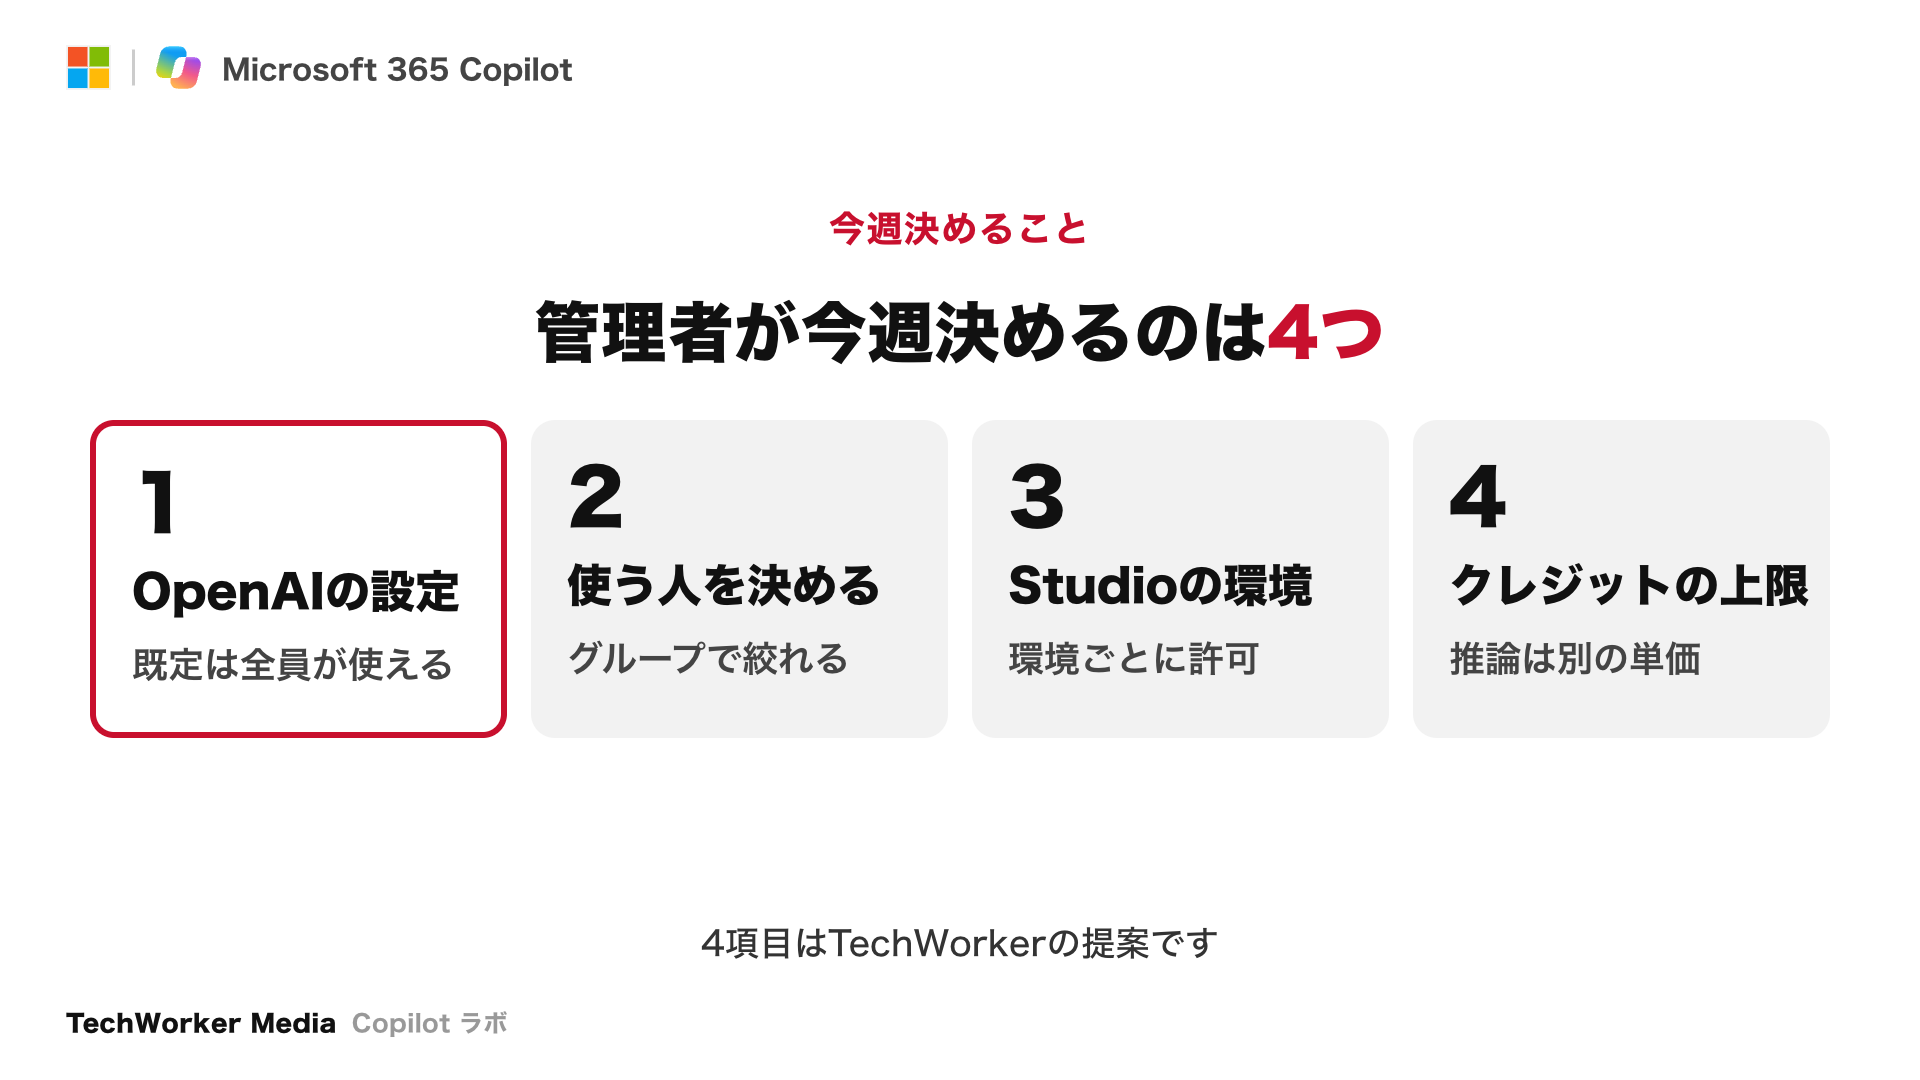 Microsoft 365 Copilot
今週決めること
管理者が今週決めるのは4つ
1
OpenAIの設定
既定は全員が使える
2
使う人を決める
グループで絞れる
3
Studioの環境
環境ごとに許可
4
クレジットの上限
推論は別の単価
4項目はTechWorkerの提案です
TechWorker Media Copilot ラボ